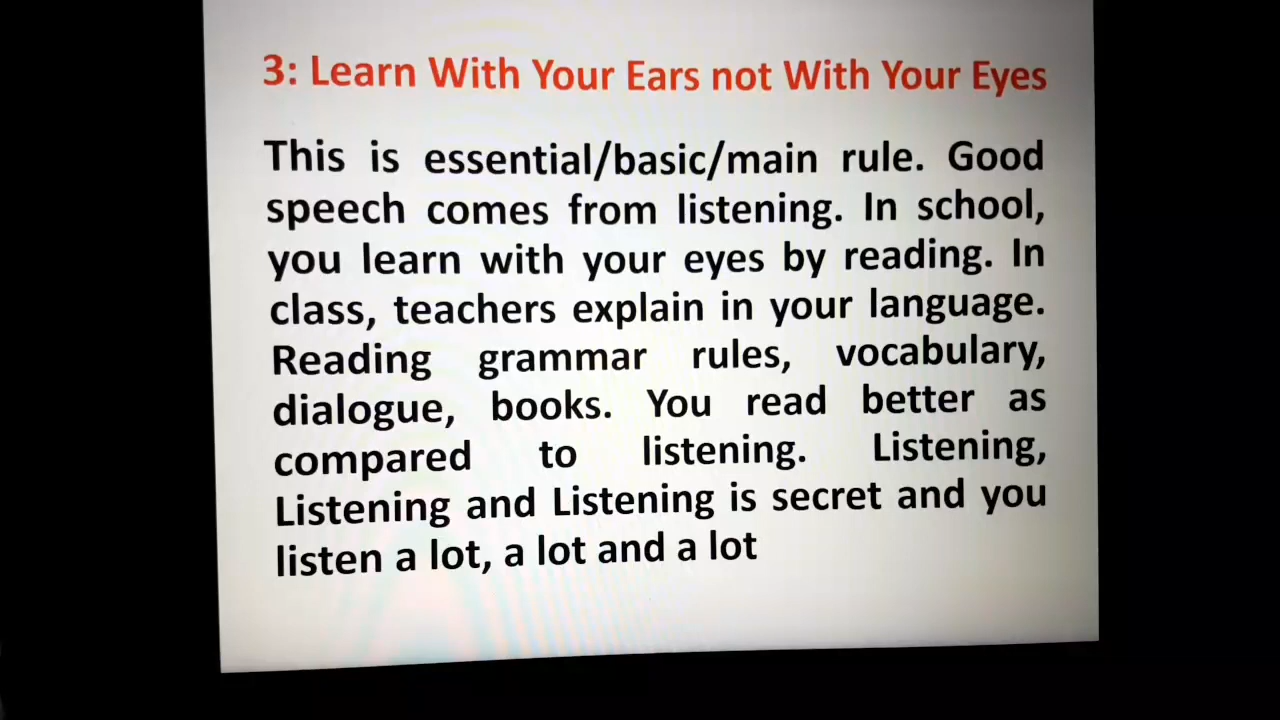 3: Learn With Your Ears not With Your Eyes
This is essential/basic/main rule. Good
speech comes from listening. In school,
you learn with your eyes by reading. In
class, teachers explain in your language.
Reading grammar rules, vocabulary,
dialogue, books. You read better as
compared to listening. Listening,
Listening and Listening is secret and you
listen a lot, a lot and a lot